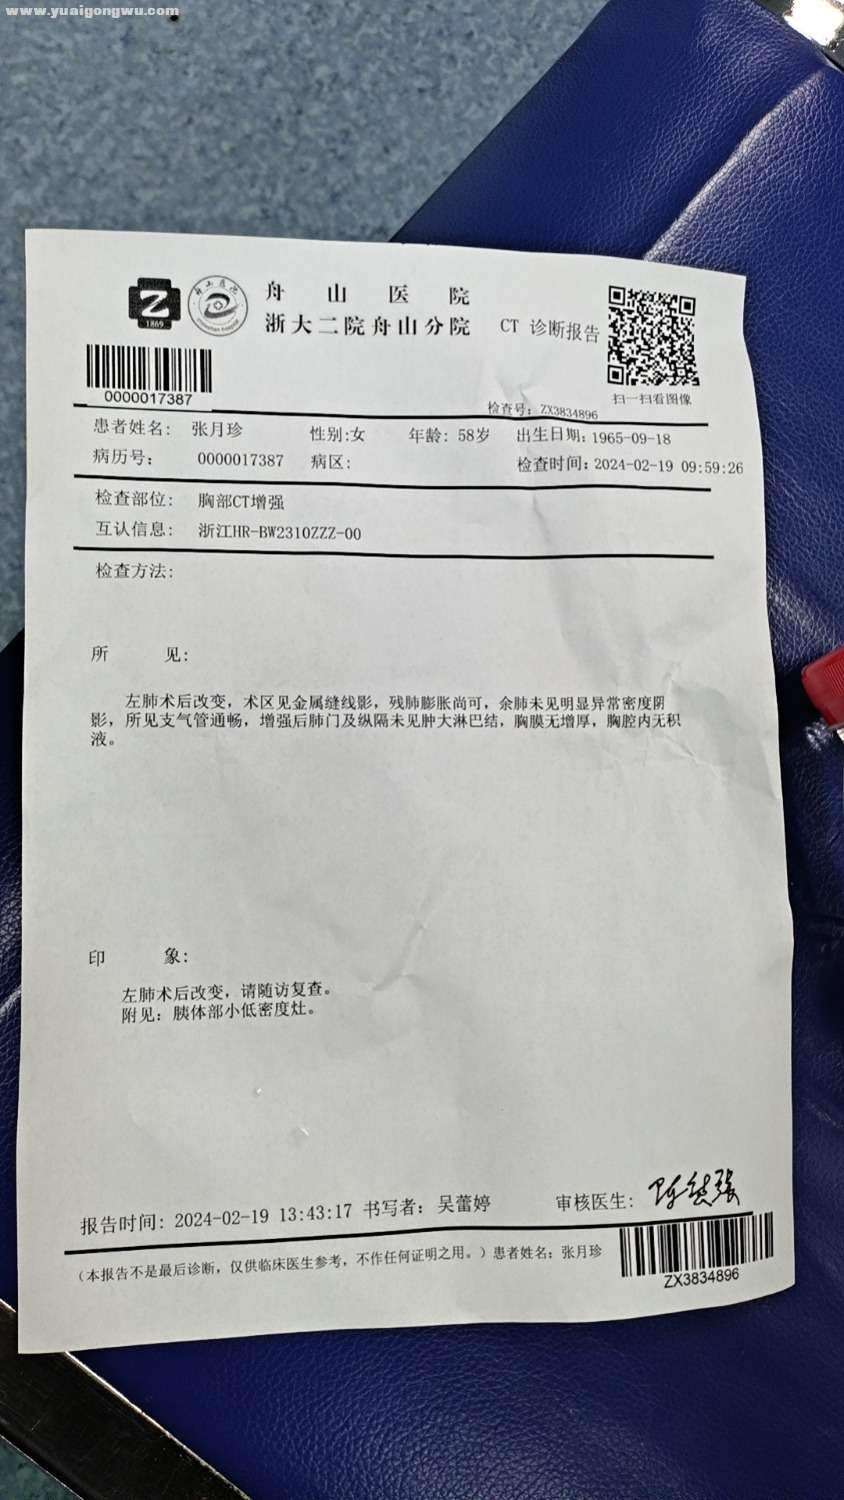 www.yuaigongwu.com
舟山医院
浙大二院舟山分院
CT 诊断报告
1869
扫一扫看图像
0000017387
检查号: ZX3834896
患者姓名: 张月珍 性别:女 年龄: 58岁 出生日期: 1965-09-18
病历号: 0000017387 病区: 检查时间: 2024-02-19 09:59:26
检查部位: 胸部CT增强
互认信息: 浙江HR-BW2310ZZZ-00
检查方法:
所 见:
左肺术后改变, 术区见金属缝线影, 残肺膨胀尚可, 余肺未见明显异常密度阴
影, 所见支气管通畅, 增强后肺门及纵隔未见肿大淋巴结, 胸膜无增厚, 胸腔内无积
液。
印 象:
左肺术后改变, 请随访复查。
附见: 胰体部小低密度灶。
报告时间: 2024-02-19 13:43:17 书写者: 吴蕾婷 审核医生:
(本报告不是最后诊断, 仅供临床医生参考, 不作任何证明之用。) 患者姓名: 张月珍
ZX3834896